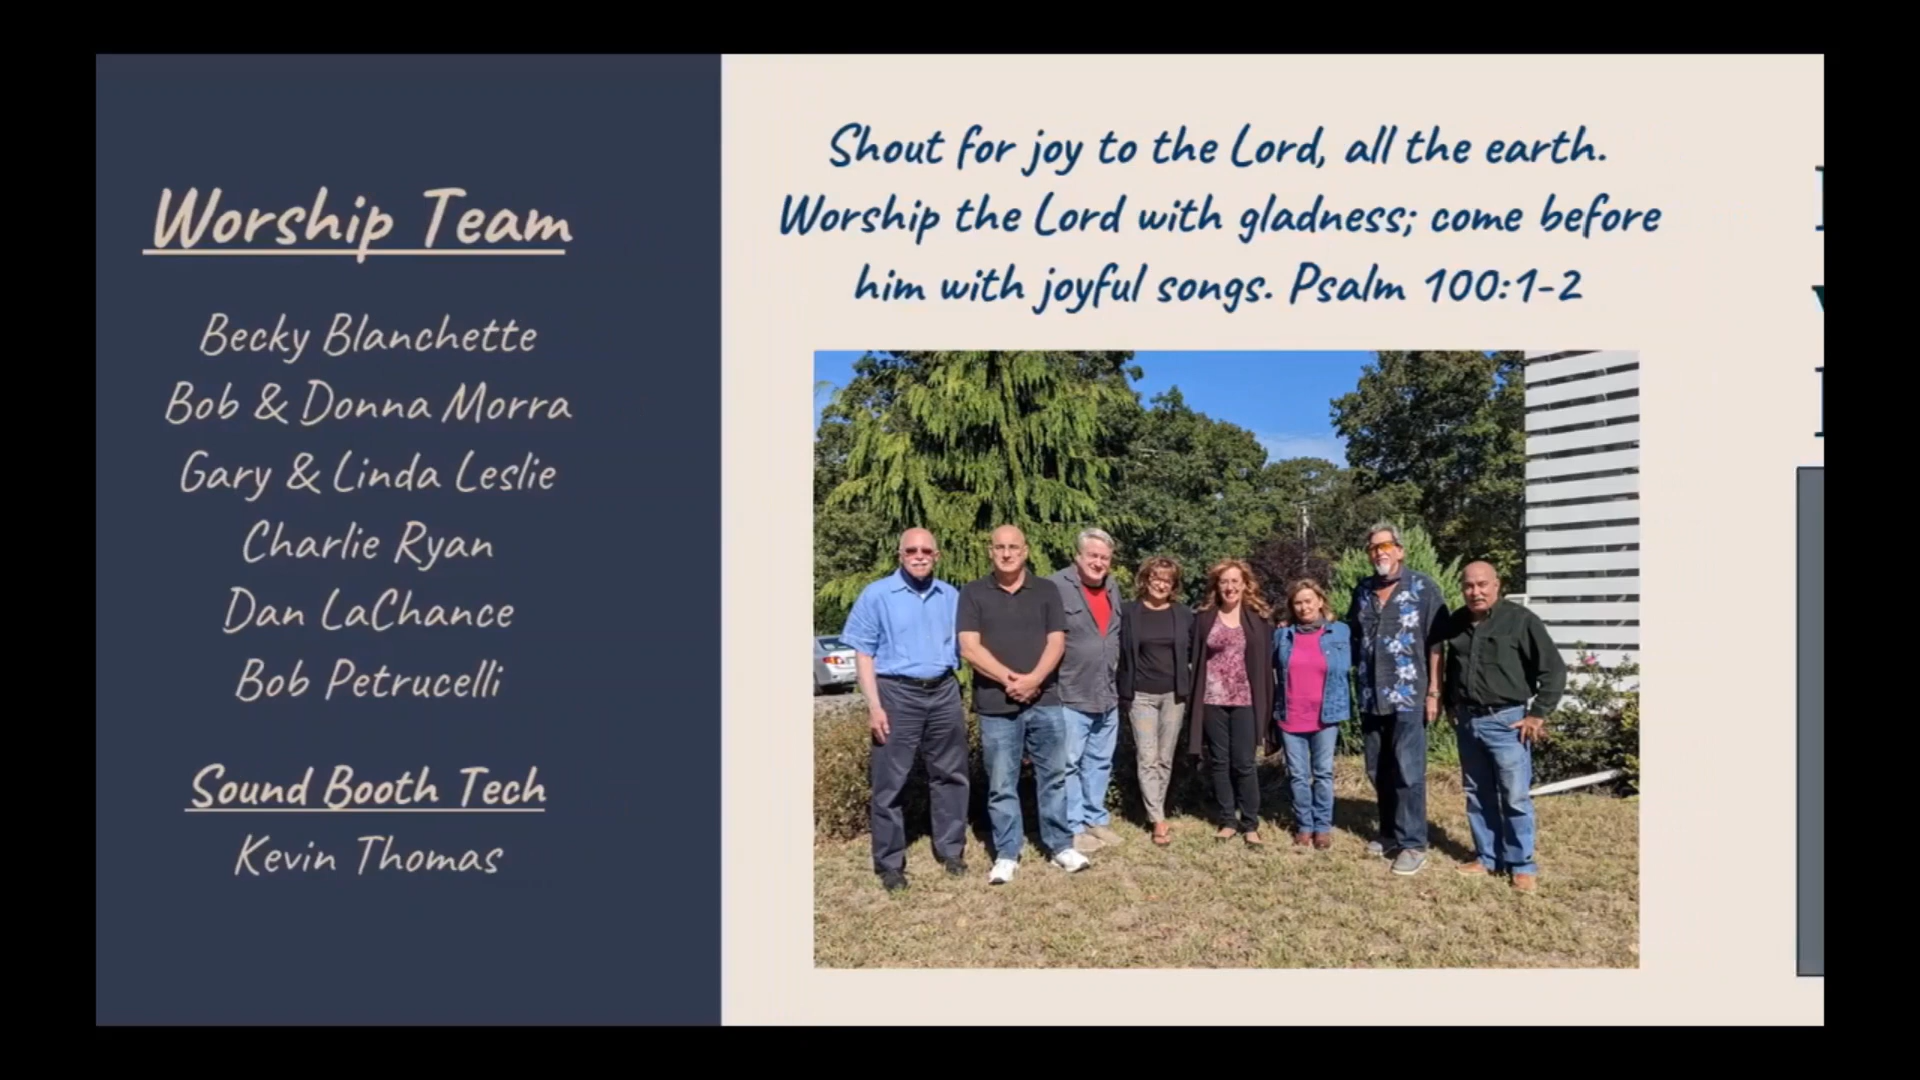 Worship Team
Becky Blanchette
Bob & Donna Morra
Gary & Linda Leslie
Charlie Ryan
Dan LaChance
Bob Petrucelli
Sound Booth Tech
Kevin Thomas
Shout for joy to the Lord, all the earth.
Worship the Lord with gladness; come before
him with joyful songs. Psalm 100:1-2